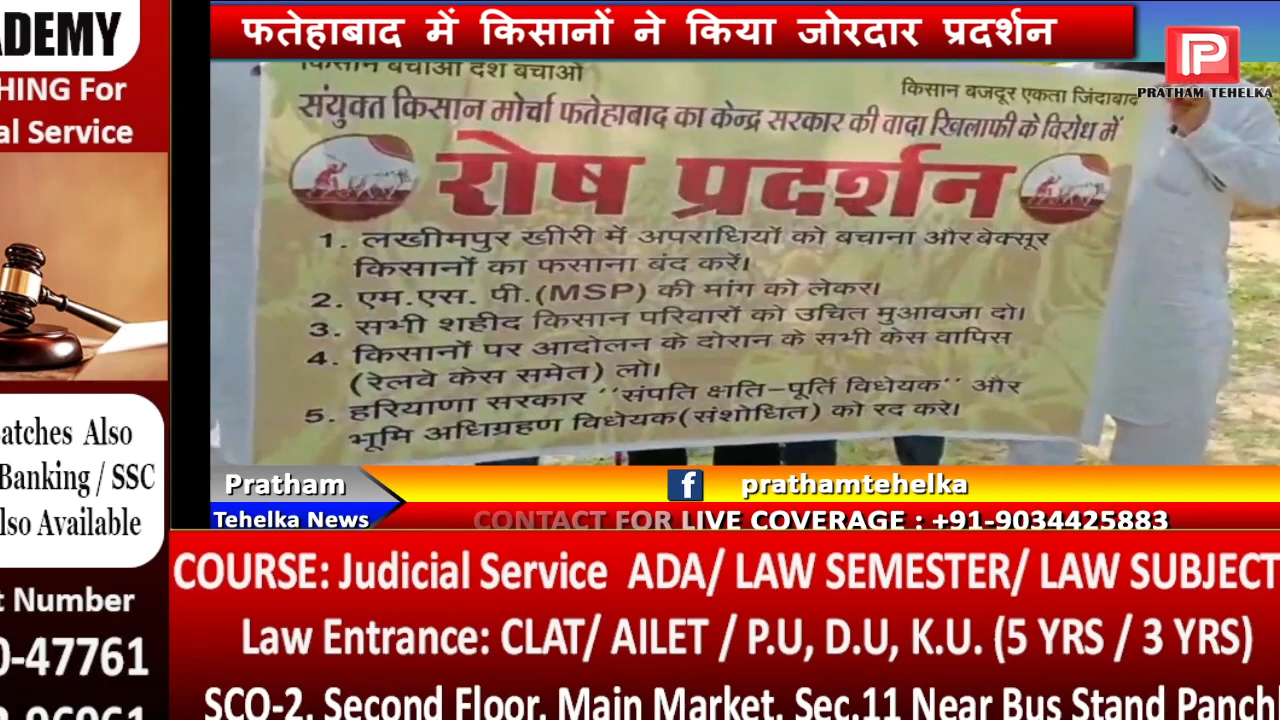 ADEMY
HING For
al Service
फतेहाबाद में किसानों ने किया जोरदार प्रदर्शन
PRATHAM TEHELKA
किसान बचाओ देश बचाओ
किसान बजदूर एकता जिंदाबाद
संयुक्त किसान मोर्चा फतेहाबाद का केन्द्र सरकार की वादा खिलाफी के विरोध में
रोष प्रदर्शन
1. लखीमपुर खीरी में अपराधियों को बचाना और बेक्सूर
किसानों का फसाना बंद करें।
2. एम.एस. पी.(MSP) की मांग को लेकर।
3. सभी शहीद किसान परिवारों को उचित मुआवजा दो।
4. किसानों पर आदोलन के दोरान के सभी केस वापिस
(रेलवे केस समेत) लो।
5. हरियाणा सरकार "संपति क्षति-पूर्ति विधेयक" और
भूमि अधिग्रहण विधेयक(संशोधित) को रद करे।
atches Also
Banking / SSC
lso Available
t Number
0-47761
Pratham
Tehelka News
f prathamtehelka
CONTACT FOR LIVE COVERAGE : +91-9034425883
COURSE: Judicial Service ADA/ LAW SEMESTER/ LAW SUBJECT
Law Entrance: CLAT/ AILET / P.U, D.U, K.U. (5 YRS / 3 YRS)
SCO-2, Second Floor, Main Market, Sec.11 Near Bus Stand Panch